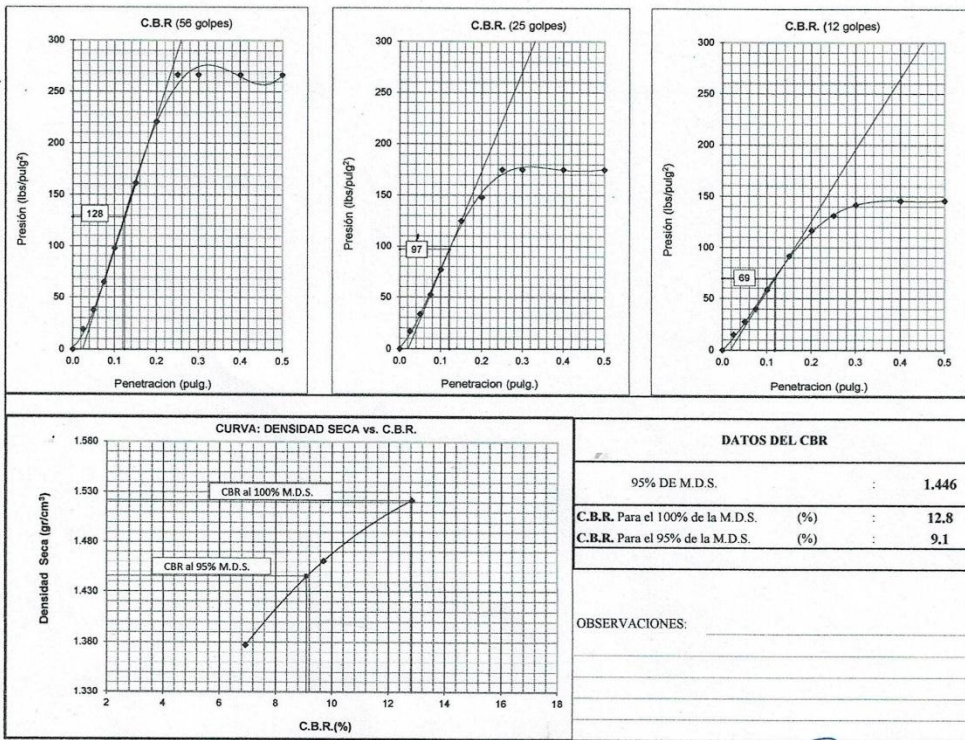 C.B.R (56 golpes)
300
250
200
150
100
50
0
128
Presión (lbs/pulg²)
0.0 0.1 0.2 0.3 0.4 0.5
Penetracion (pulg.)
C.B.R. (25 golpes)
300
250
200
150
100
50
0
97
Presión (lbs/pulg²)
0.0 0.1 0.2 0.3 0.4 0.5
Penetracion (pulg.)
C.B.R. (12 golpes)
300
250
200
150
100
50
0
69
Presión (lbs/pulg²)
0.0 0.1 0.2 0.3 0.4 0.5
Penetracion (pulg.)
CURVA: DENSIDAD SECA vs. C.B.R.
1.580
1.530
1.480
1.430
1.380
1.330
Densidad Seca (gr/cm³)
CBR al 100% M.D.S.
CBR al 95% M.D.S.
2 4 6 8 10 12 14 16 18
C.B.R.(%)
DATOS DEL CBR
95% DE M.D.S. : 1.446
C.B.R. Para el 100% de la M.D.S. (%) : 12.8
C.B.R. Para el 95% de la M.D.S. (%) : 9.1
OBSERVACIONES: